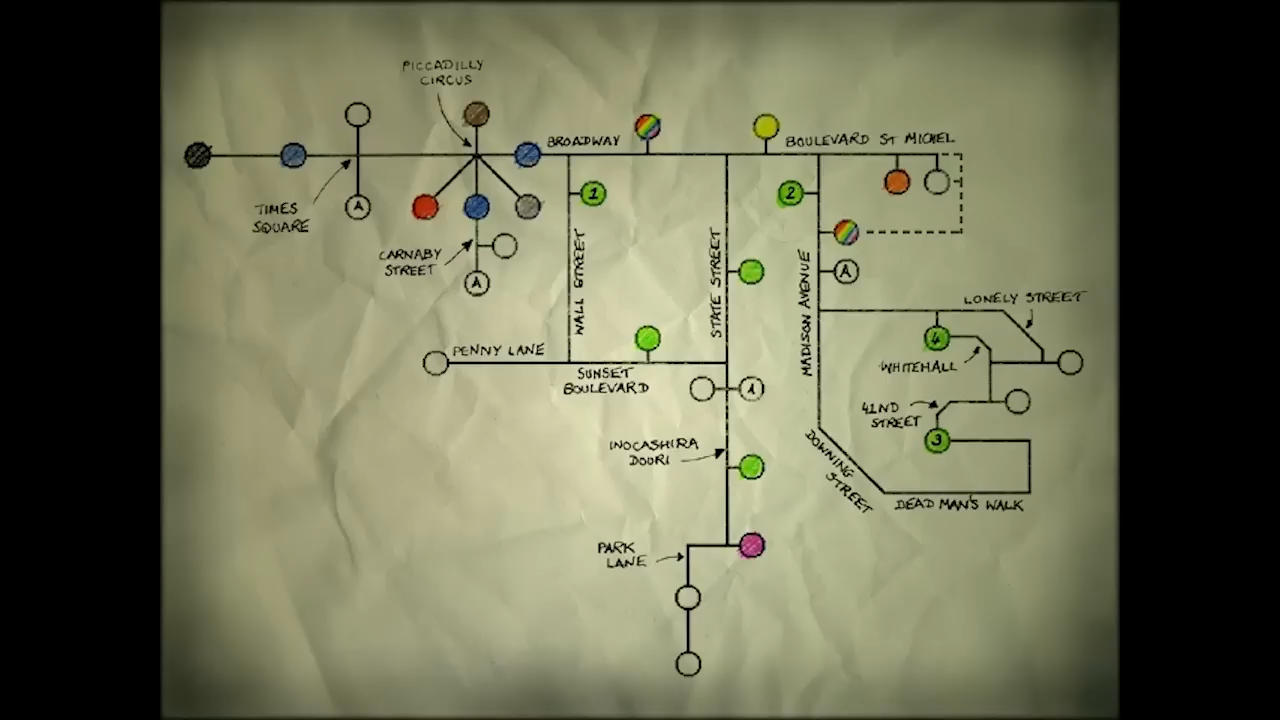 PICCADILLY
CIRCUS
BROADWAY
BOULEVARD ST MICHEL
1
2
TIMES
SQUARE
A
CARNABY
STREET
A
WALL STREET
STATE STREET
MADISON AVENUE
A
LONELY STREET
4
WHITEHALL
PENNY LANE
SUNSET
BOULEVARD
A
42ND
STREET
3
INOCASHIRA
DOORI
DOWNING
STREET
DEAD MAN'S WALK
PARK
LANE